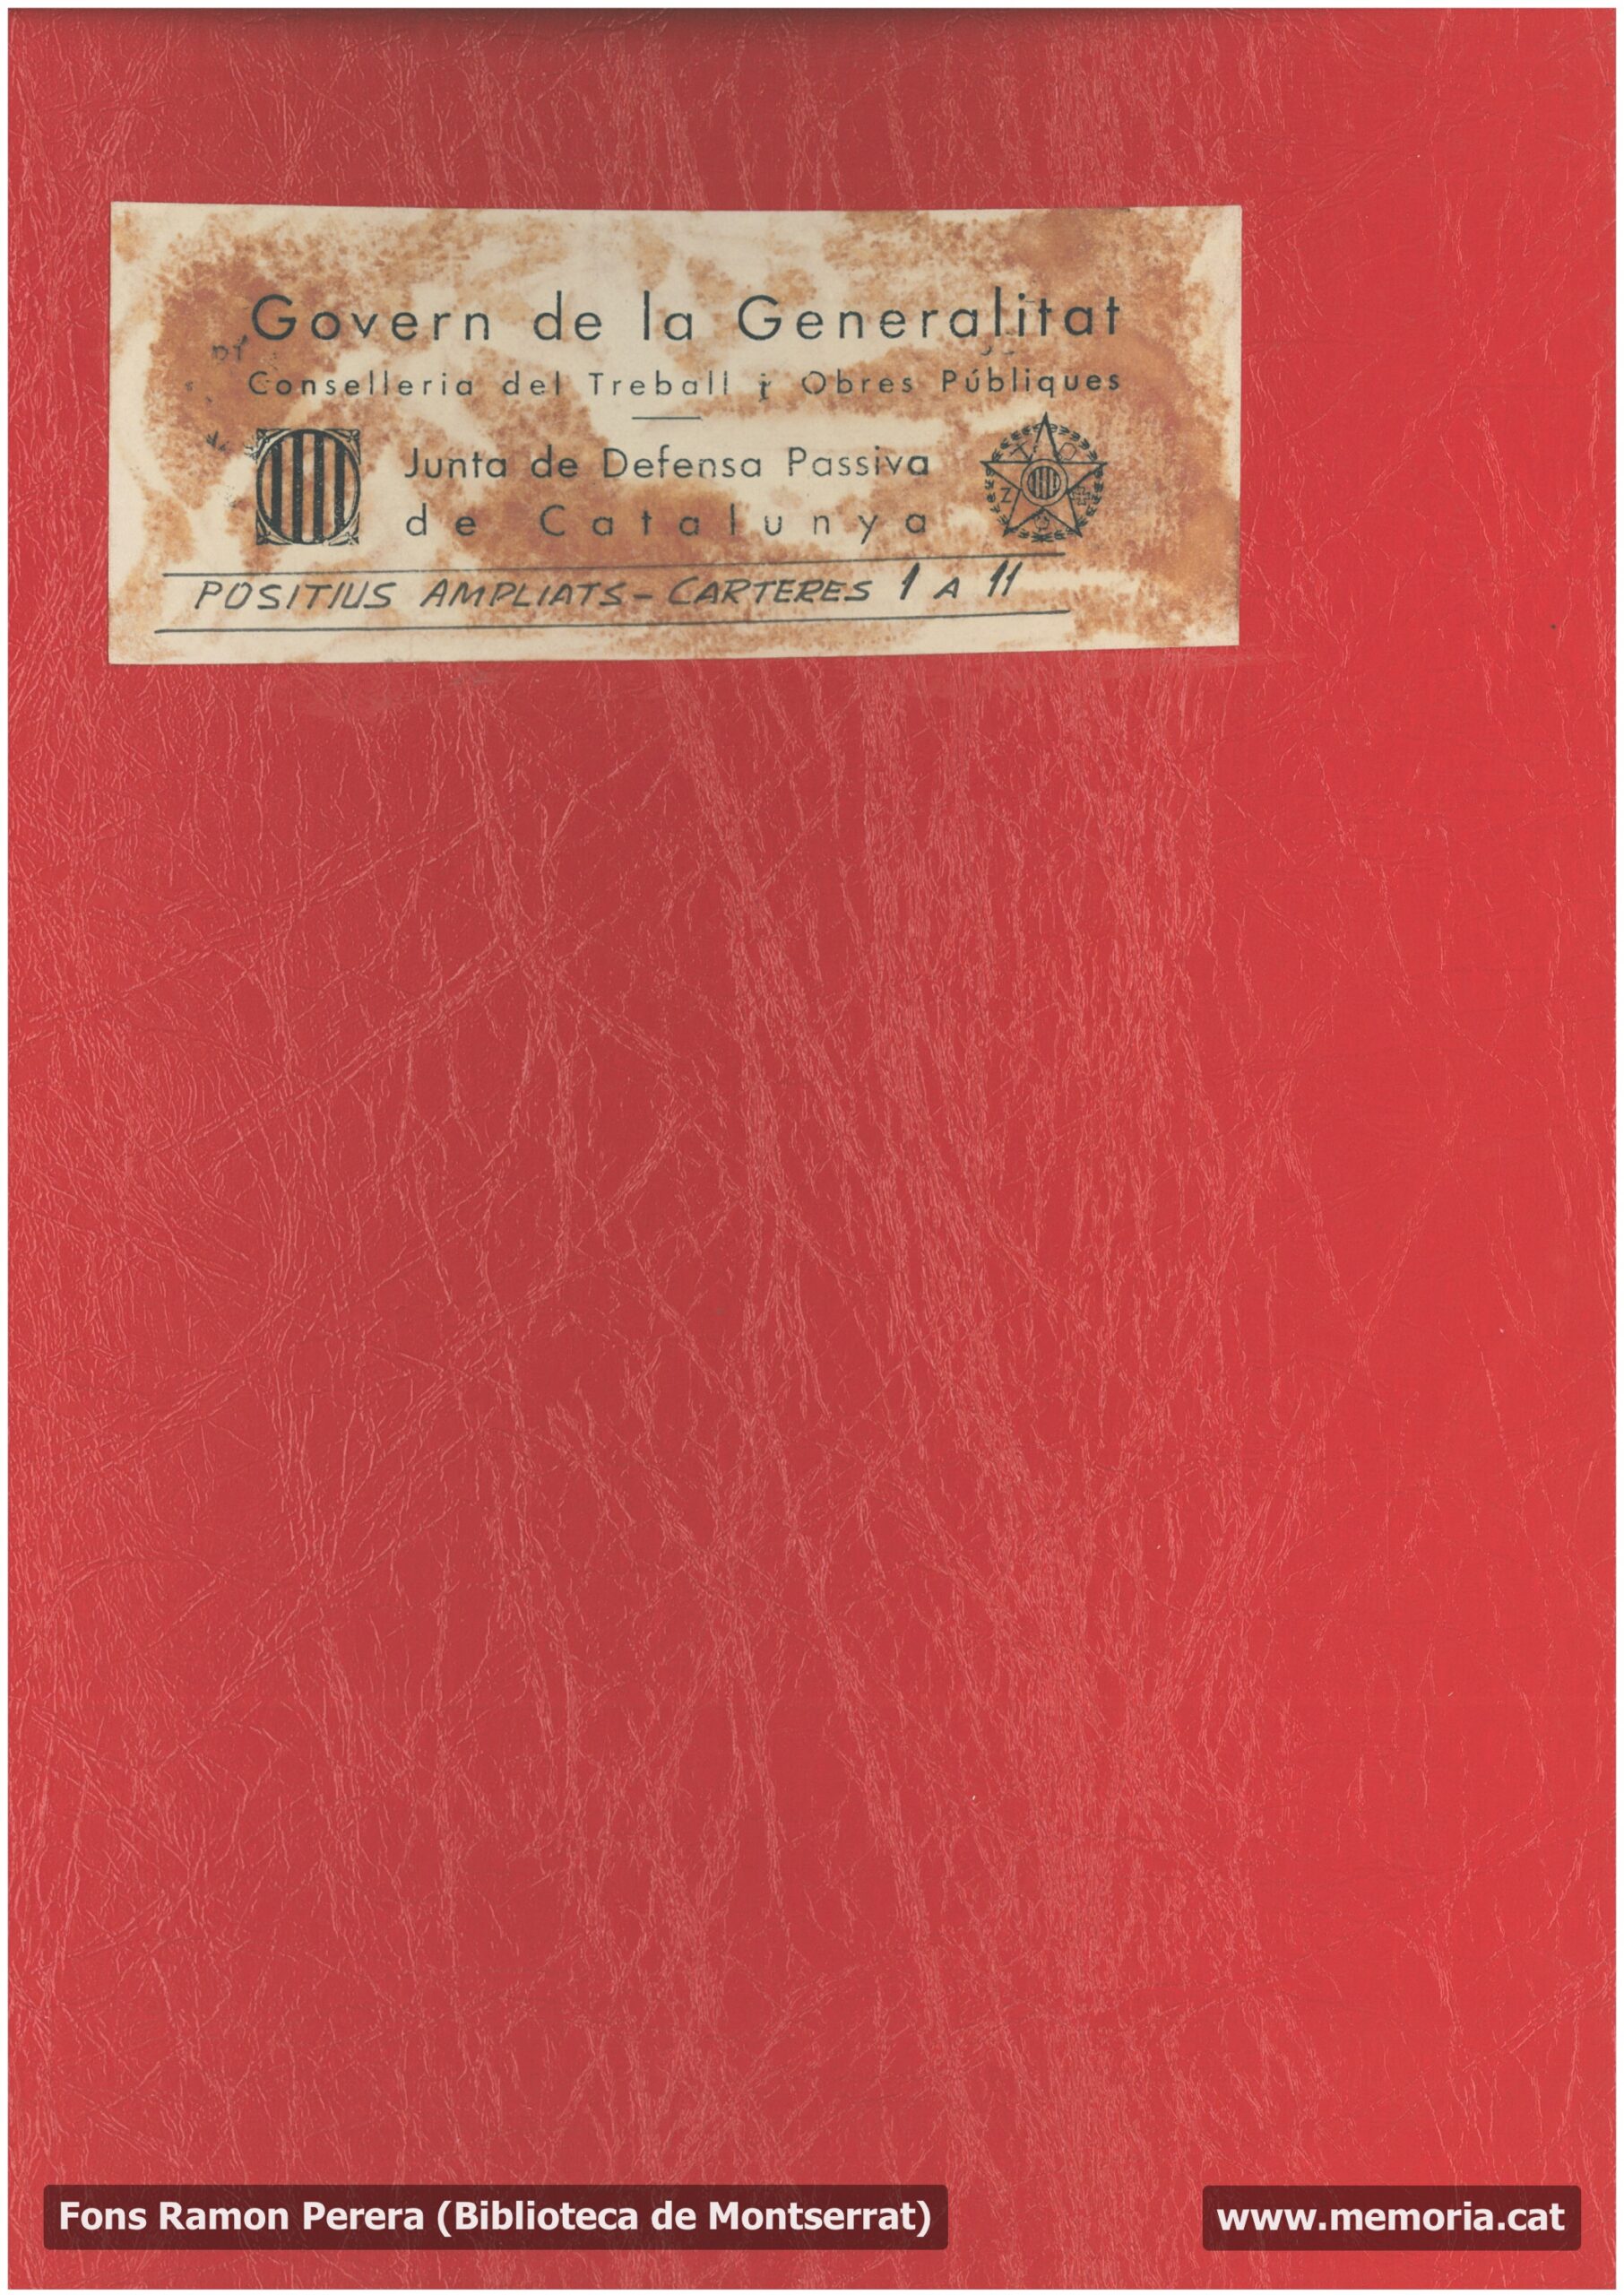 Govern de la Generalitat
Conselleria del Treball i Obres Públiques
Junta de Defensa Passiva
de Catalunya
POSITIUS AMPLIATS - CARTERES 1 A 11
Fons Ramon Perera (Biblioteca de Montserrat)
www.memoria.cat